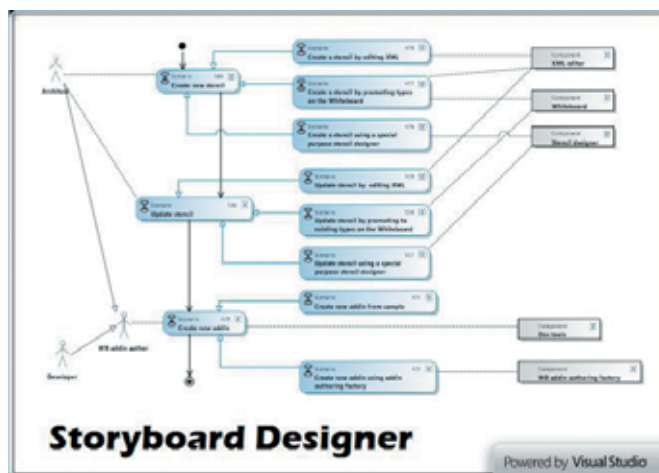 Scenario
Create a stencil by editing XML
Component
XML editor
Scenario
Create new stencil
Architect
Scenario
Create a stencil by promoting types
on the Whiteboard
Component
Whiteboard
Scenario
Create a stencil using a special
purpose stencil designer
Component
Stencil designer
Scenario
Update stencil by editing XML
Scenario
Update stencil
Scenario
Update stencil by promoting to
existing types on the Whiteboard
Scenario
Update stencil using a special
purpose stencil designer
Scenario
Create new addin from sample
Scenario
Create new addin
Component
Dev tools
WB addin author
Developer
Scenario
Create new addin using addin
authoring factory
Component
WB addin authoring factory
Storyboard Designer
Powered by Visual Studio